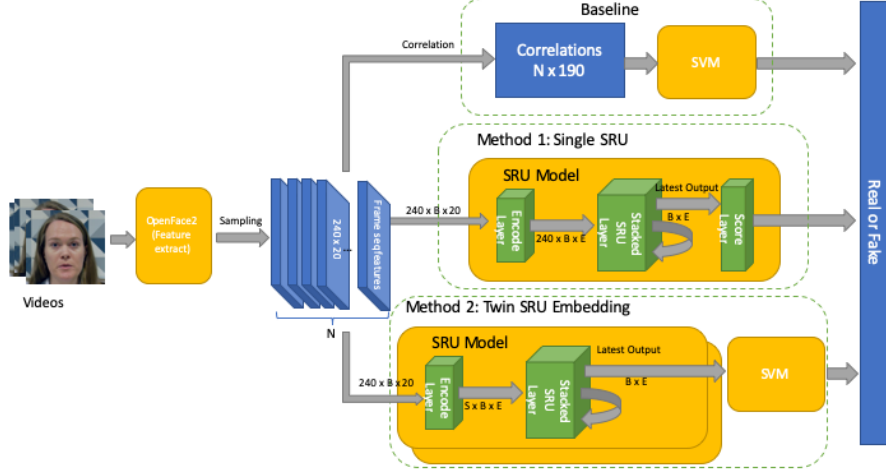 Baseline
Correlation
Correlations
N x 190
SVM
Method 1: Single SRU
SRU Model
Latest Output
Encode
Layer
240 x B x E
Stacked
SRU
Layer
B x E
Score
Layer
240 x B x 20
OpenFace2
(Feature
extract)
Sampling
240 x 20
...
Frame seqfeatures
Videos
N
Method 2: Twin SRU Embedding
SRU Model
Latest Output
240 x B x 20
Encode
Layer
S x B x E
Stacked
SRU
Layer
B x E
SVM
Real or Fake